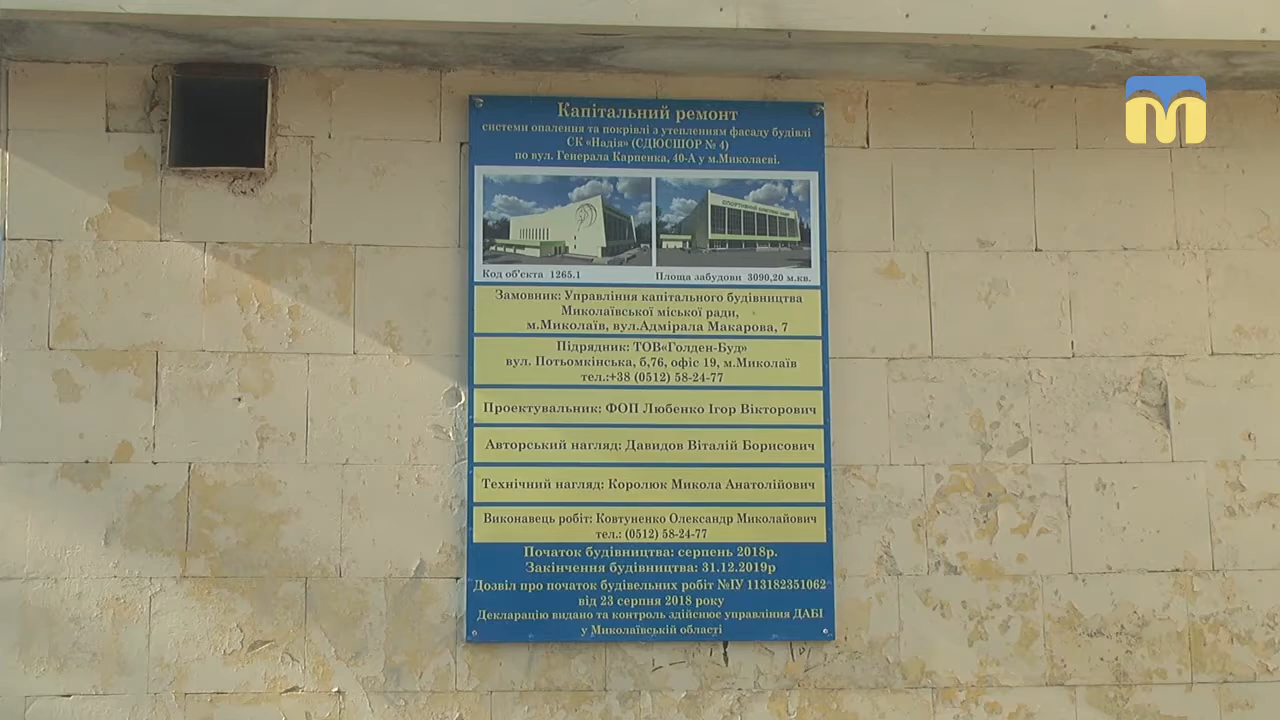 Капітальний ремонт
системи опалення та покрівлі з утепленням фасаду будівлі
СК «Надія» (СДЮСШОР № 4)
по вул. Генерала Карпенка, 40-А у м.Миколаєві.
Код об'єкта 1265.1
Площа забудови 3090,20 м.кв.
Замовник: Управління капітального будівництва
Миколаївської міської ради,
м.Миколаїв, вул.Адмірала Макарова, 7
Підрядник: ТОВ«Голден-Буд»
вул. Потьомкінська, б,76, офіс 19, м.Миколаїв
тел.:+38 (0512) 58-24-77
Проектувальник: ФОП Любенко Ігор Вікторович
Авторський нагляд: Давидов Віталій Борисович
Технічний нагляд: Королюк Микола Анатолійович
Виконавець робіт: Ковтуненко Олександр Миколайович
тел.: (0512) 58-24-77
Початок будівництва: серпень 2018р.
Закінчення будівництва: 31.12.2019р
Дозвіл про початок будівельних робіт №ІУ 113182351062
від 23 серпня 2018 року
Декларацію видано та контроль здійснює управління ДАБІ
у Миколаївській області